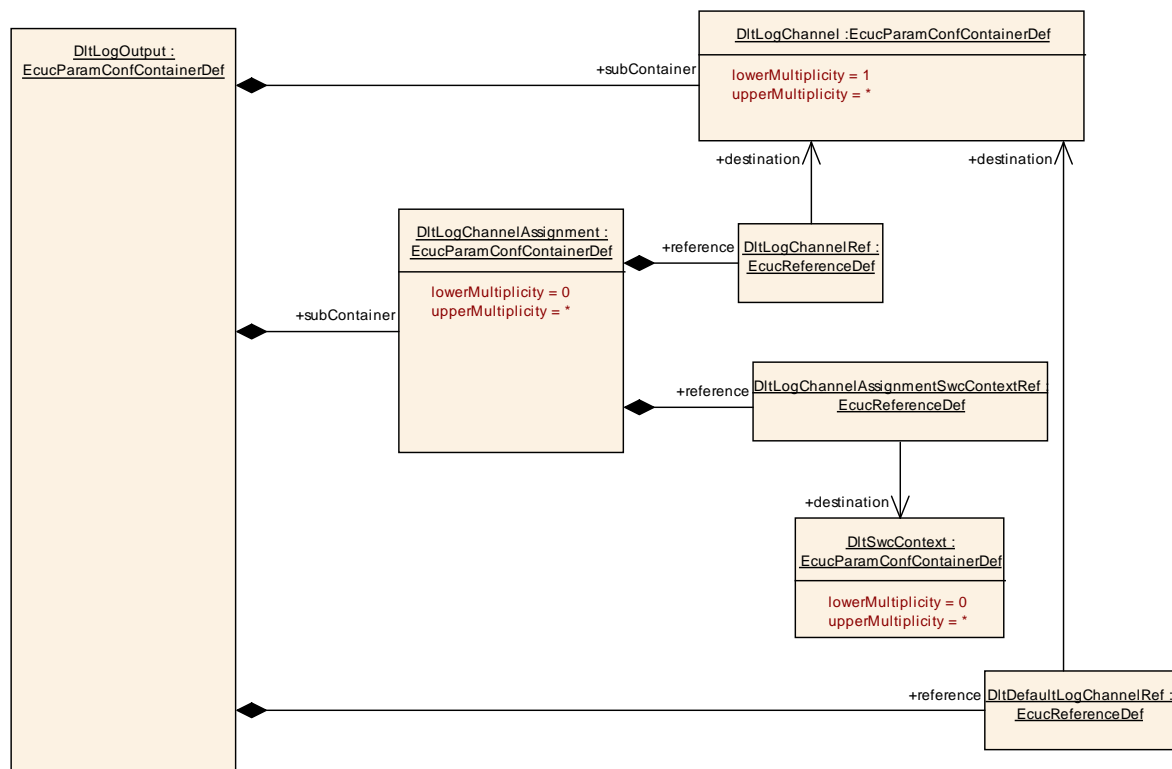 DltLogOutput :
EcucParamConfContainerDef
DltLogChannel :EcucParamConfContainerDef
lowerMultiplicity = 1
upperMultiplicity = *
+subContainer
+destination
+destination
DltLogChannelAssignment :
EcucParamConfContainerDef
lowerMultiplicity = 0
upperMultiplicity = *
+reference
DltLogChannelRef :
EcucReferenceDef
+subContainer
+reference
DltLogChannelAssignmentSwcContextRef :
EcucReferenceDef
+destination
DltSwcContext :
EcucParamConfContainerDef
lowerMultiplicity = 0
upperMultiplicity = *
+reference
DltDefaultLogChannelRef :
EcucReferenceDef